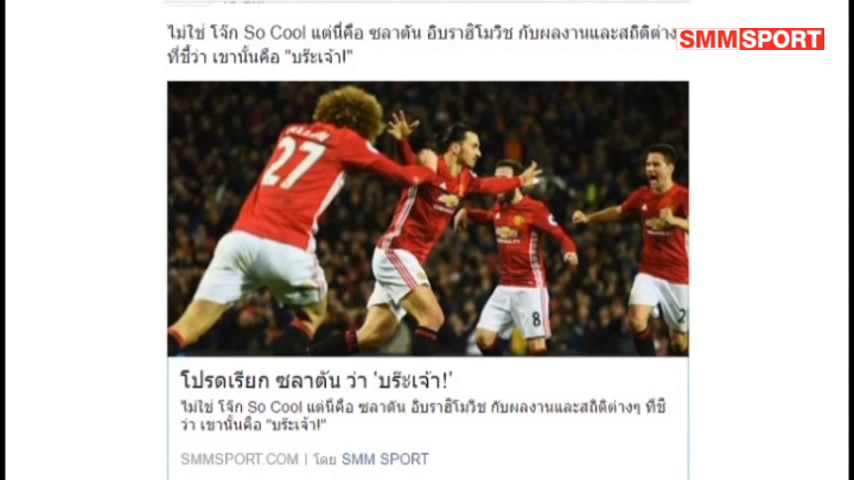 ไม่ใช่ โจ๊ก So Cool แต่นี่คือ ซลาตัน อิบราฮิโมวิช กับผลงานและสถิติต่าง
ที่ชี้ว่า เขานั้นคือ "บร๊ะเจ้า!"
SMMSPORT
27
8
2
โปรดเรียก ซลาตัน ว่า 'บร๊ะเจ้า!'
ไม่ใช่ โจ๊ก So Cool แต่นี่คือ ซลาตัน อิบราฮิโมวิช กับผลงานและสถิติต่างๆ ที่ชี้
ว่า เขานั้นคือ "บร๊ะเจ้า!"
SMMSPORT.COM | โดย SMM SPORT